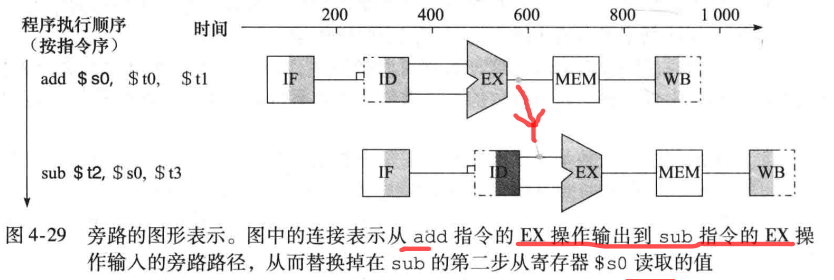 程序执行顺序
（按指令序）
时间
200 400 600 800 1 000
add $s0, $t0, $t1
IF ID EX MEM WB
sub $t2, $s0, $t3
IF ID EX MEM WB
图 4-29 旁路的图形表示。图中的连接表示从 add 指令的 EX 操作输出到 sub 指令的 EX 操
作输入的旁路路径，从而替换掉在 sub 的第二步从寄存器 $s0 读取的值